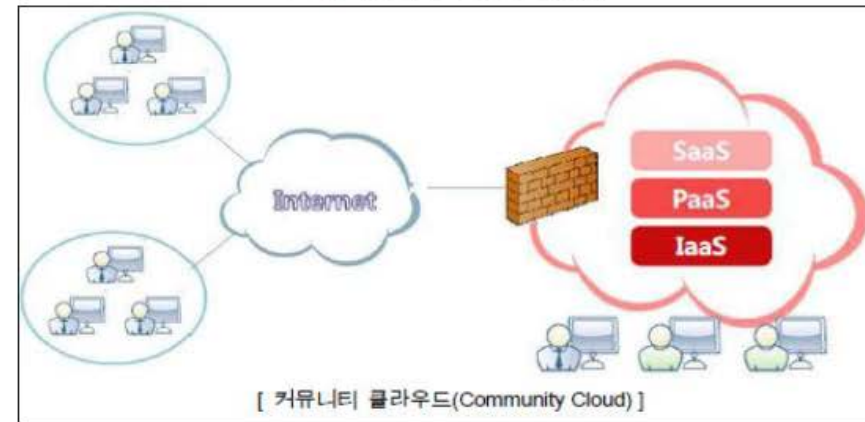 Internet
SaaS
PaaS
IaaS
[ 커뮤니티 클라우드(Community Cloud) ]